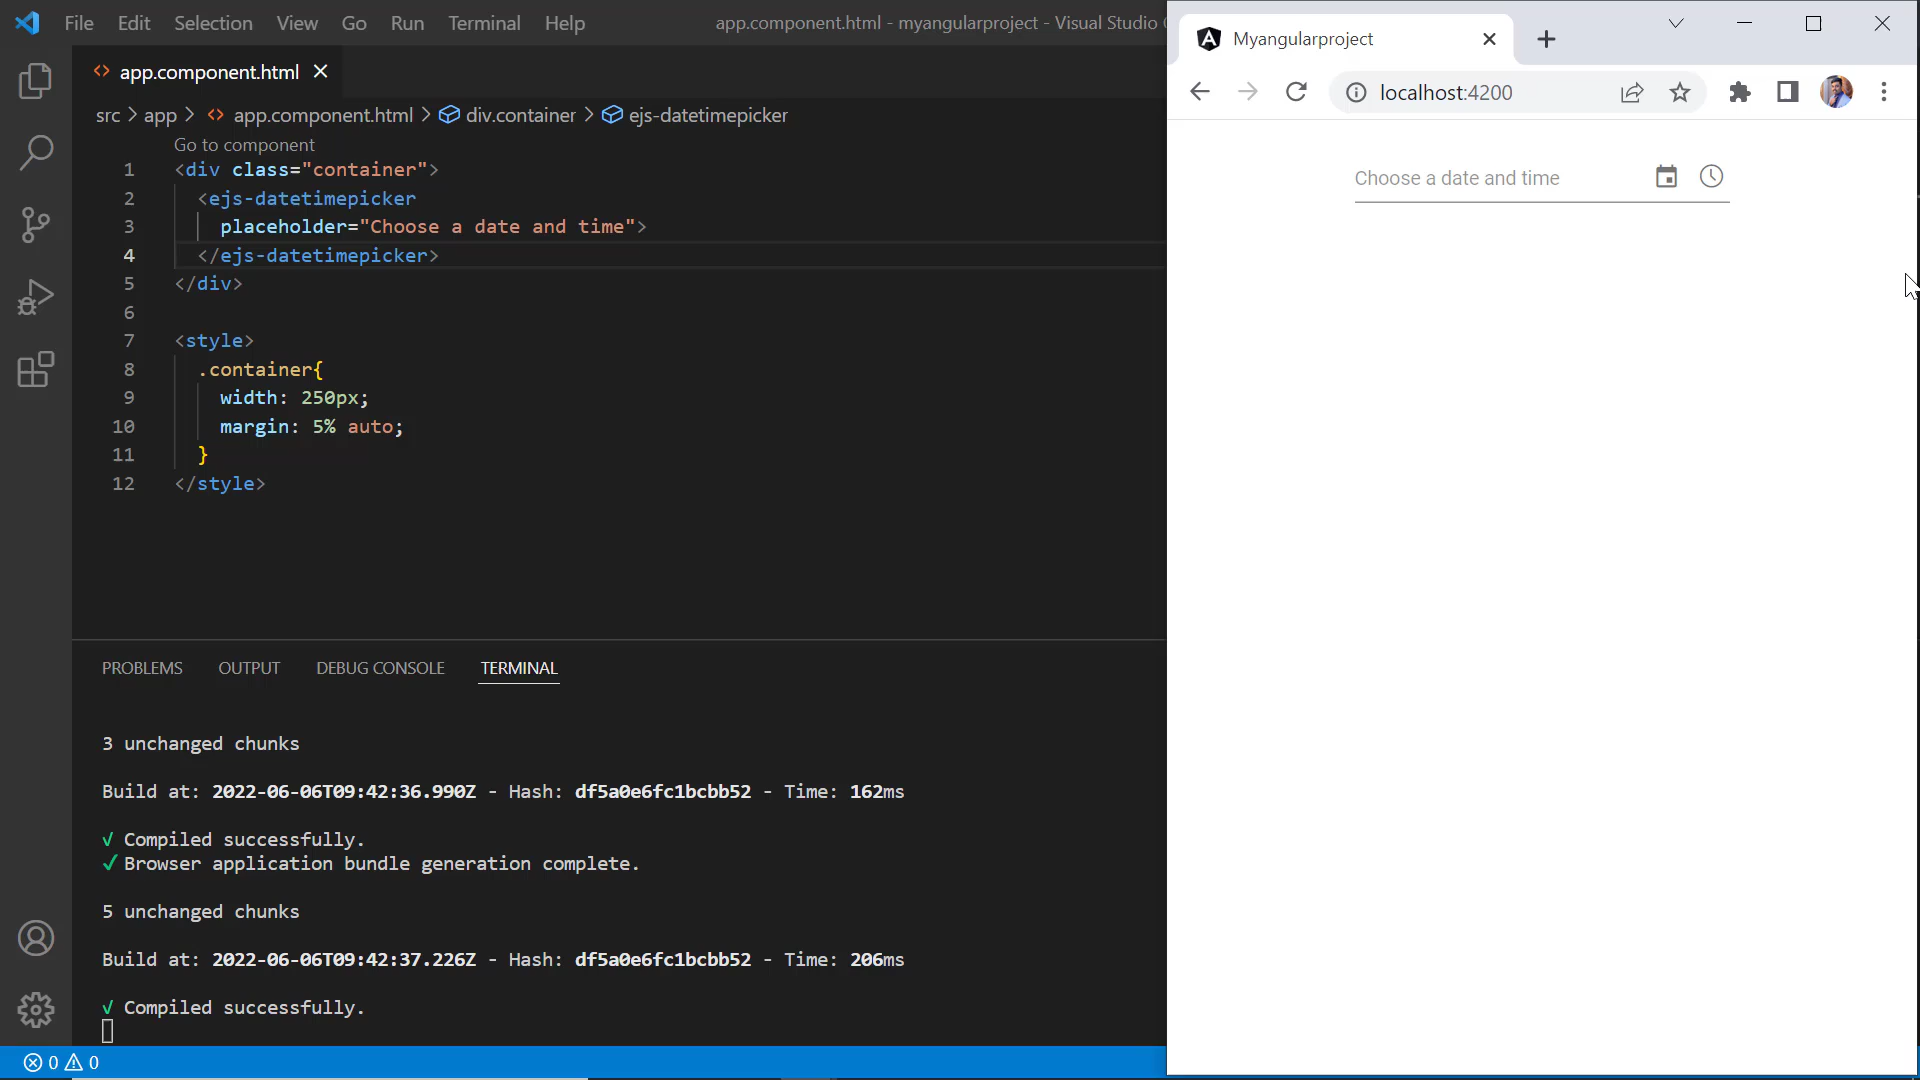 File Edit Selection View Go Run Terminal Help
app.component.html - myangularproject - Visual Studio
app.component.html
src > app > app.component.html > div.container > ejs-datetimepicker
Go to component
1 <div class="container">
2 <ejs-datetimepicker
3 placeholder="Choose a date and time">
4 </ejs-datetimepicker>
5 </div>
6
7 <style>
8 .container{
9 width: 250px;
10 margin: 5% auto;
11 }
12 </style>
PROBLEMS OUTPUT DEBUG CONSOLE TERMINAL
3 unchanged chunks
Build at: 2022-06-06T09:42:36.990Z - Hash: df5a0e6fc1bcbb52 - Time: 162ms
√ Compiled successfully.
✔ Browser application bundle generation complete.
5 unchanged chunks
Build at: 2022-06-06T09:42:37.226Z - Hash: df5a0e6fc1bcbb52 - Time: 206ms
√ Compiled successfully.
0 0
Myangularproject
localhost:4200
Choose a date and time